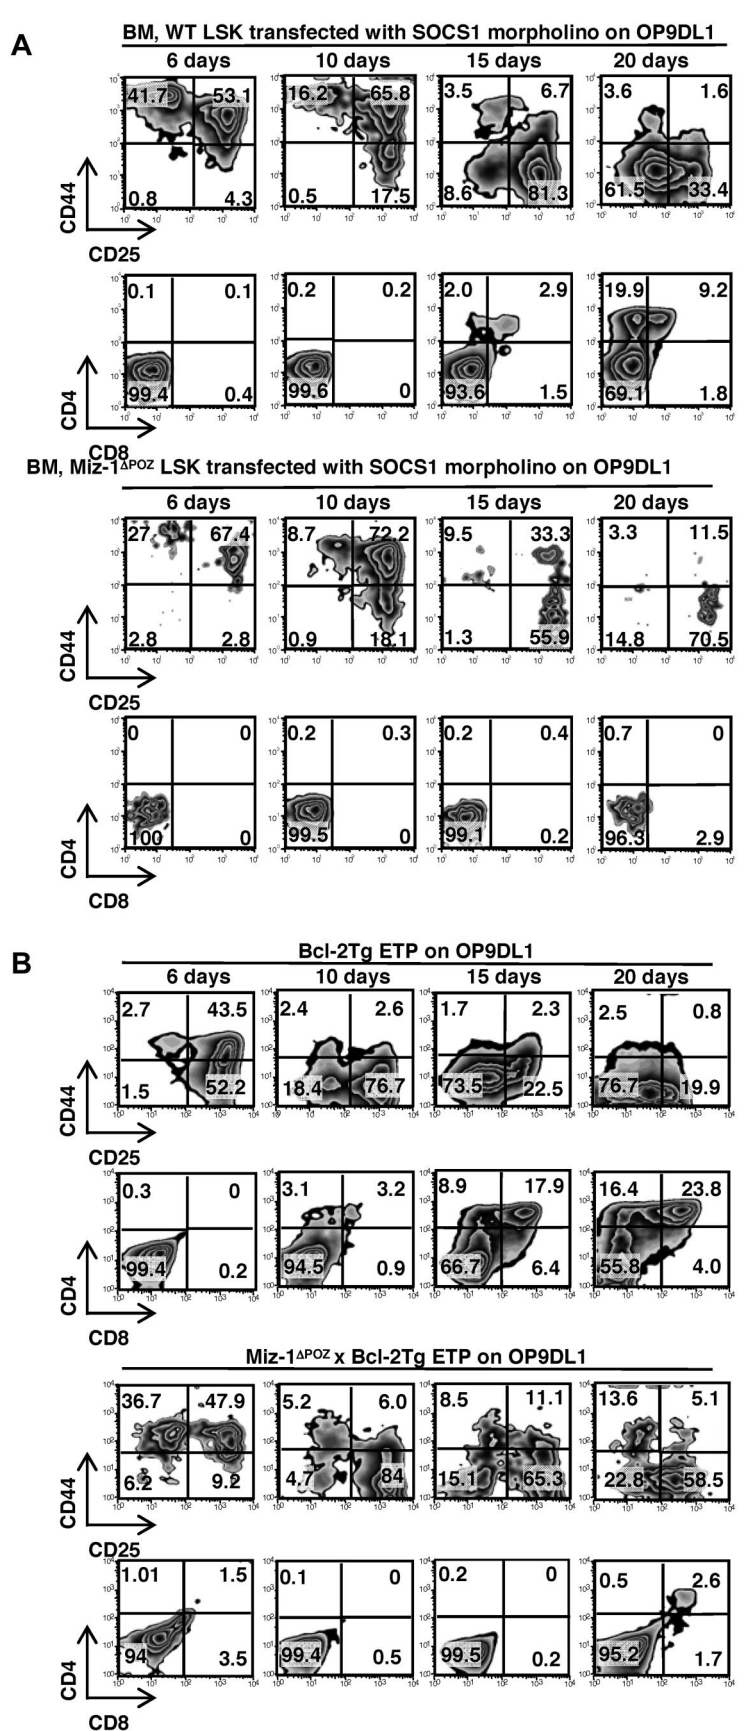 A
BM, WT LSK transfected with SOCS1 morpholino on OP9DL1
6 days 10 days 15 days 20 days
41.7 53.1 16.2 65.8 3.5 6.7 3.6 1.6
0.8 4.3 0.5 17.5 8.6 81.3 61.5 33.4
CD44
CD25
0.1 0.1 0.2 0.2 2.0 2.9 19.9 9.2
99.4 0.4 99.6 0 93.6 1.5 69.1 1.8
CD4
CD8
BM, Miz-1ΔPOZ LSK transfected with SOCS1 morpholino on OP9DL1
6 days 10 days 15 days 20 days
27 67.4 8.7 72.2 9.5 33.3 3.3 11.5
2.8 2.8 0.9 18.1 1.3 55.9 14.8 70.5
CD44
CD25
0 0 0.2 0.3 0.2 0.4 0.7 0
100 0 99.5 0 99.1 0.2 96.3 2.9
CD4
CD8
B
Bcl-2Tg ETP on OP9DL1
6 days 10 days 15 days 20 days
2.7 43.5 2.4 2.6 1.7 2.3 2.5 0.8
1.5 52.2 18.4 76.7 73.5 22.5 76.7 19.9
CD44
CD25
0.3 0 3.1 3.2 8.9 17.9 16.4 23.8
99.4 0.2 94.5 0.9 66.7 6.4 55.8 4.0
CD4
CD8
Miz-1ΔPOZ x Bcl-2Tg ETP on OP9DL1
36.7 47.9 5.2 6.0 8.5 11.1 13.6 5.1
6.2 9.2 4.7 84 15.1 65.3 22.8 58.5
CD44
CD25
1.01 1.5 0.1 0 0.2 0 0.5 2.6
94 3.5 99.4 0.5 99.5 0.2 95.2 1.7
CD4
CD8